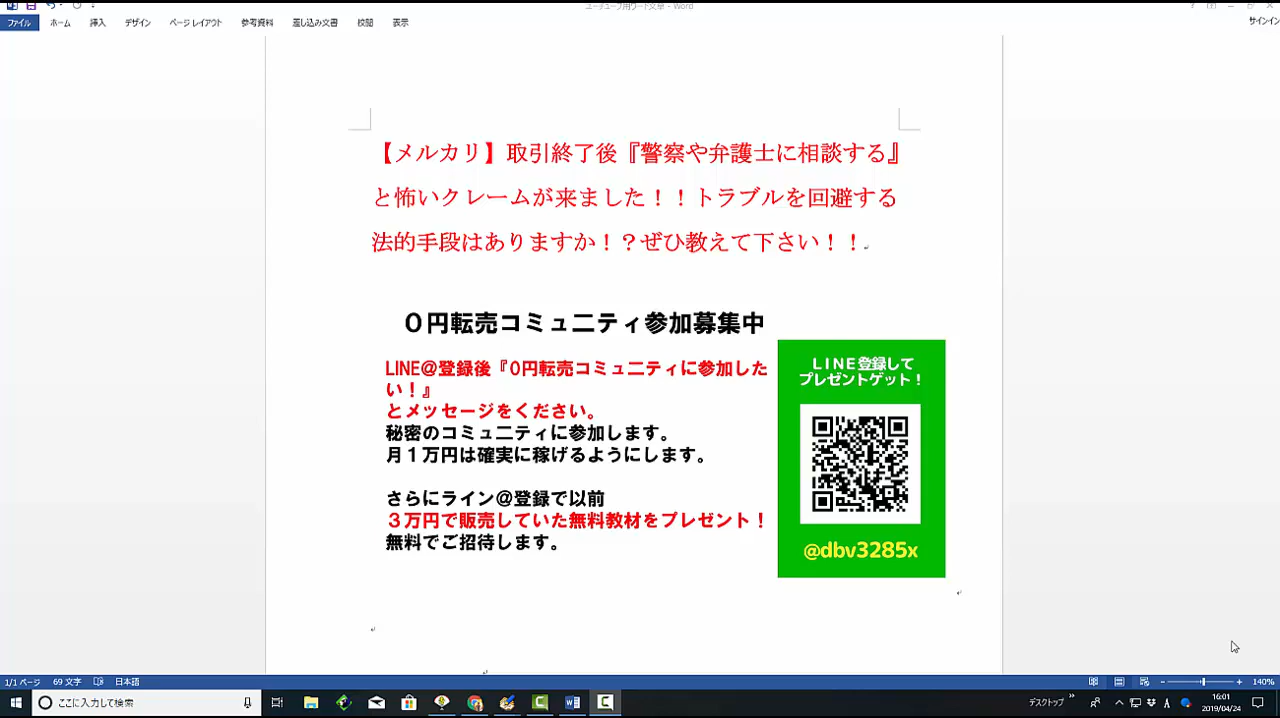 ユーチューブ用ワード文章 - Word
ファイル ホーム 挿入 デザイン ページ レイアウト 参考資料 差し込み文書 校閲 表示 サインイン
【メルカリ】取引終了後『警察や弁護士に相談する』
と怖いクレームが来ました！！トラブルを回避する
法的手段はありますか！？ぜひ教えて下さい！！
０円転売コミュニティ参加募集中
LINE@登録後『０円転売コミュニティに参加した
い！』
とメッセージをください。
秘密のコミュニティに参加します。
月１万円は確実に稼げるようにします。
さらにライン@登録で以前
３万円で販売していた無料教材をプレゼント！
無料でご招待します。
ＬＩＮＥ登録して
プレゼントゲット！
@dbv3285x
1/1 ページ 69 文字 日本語 140%
ここに入力して検索
デスクトップ
16:01
2019/04/24